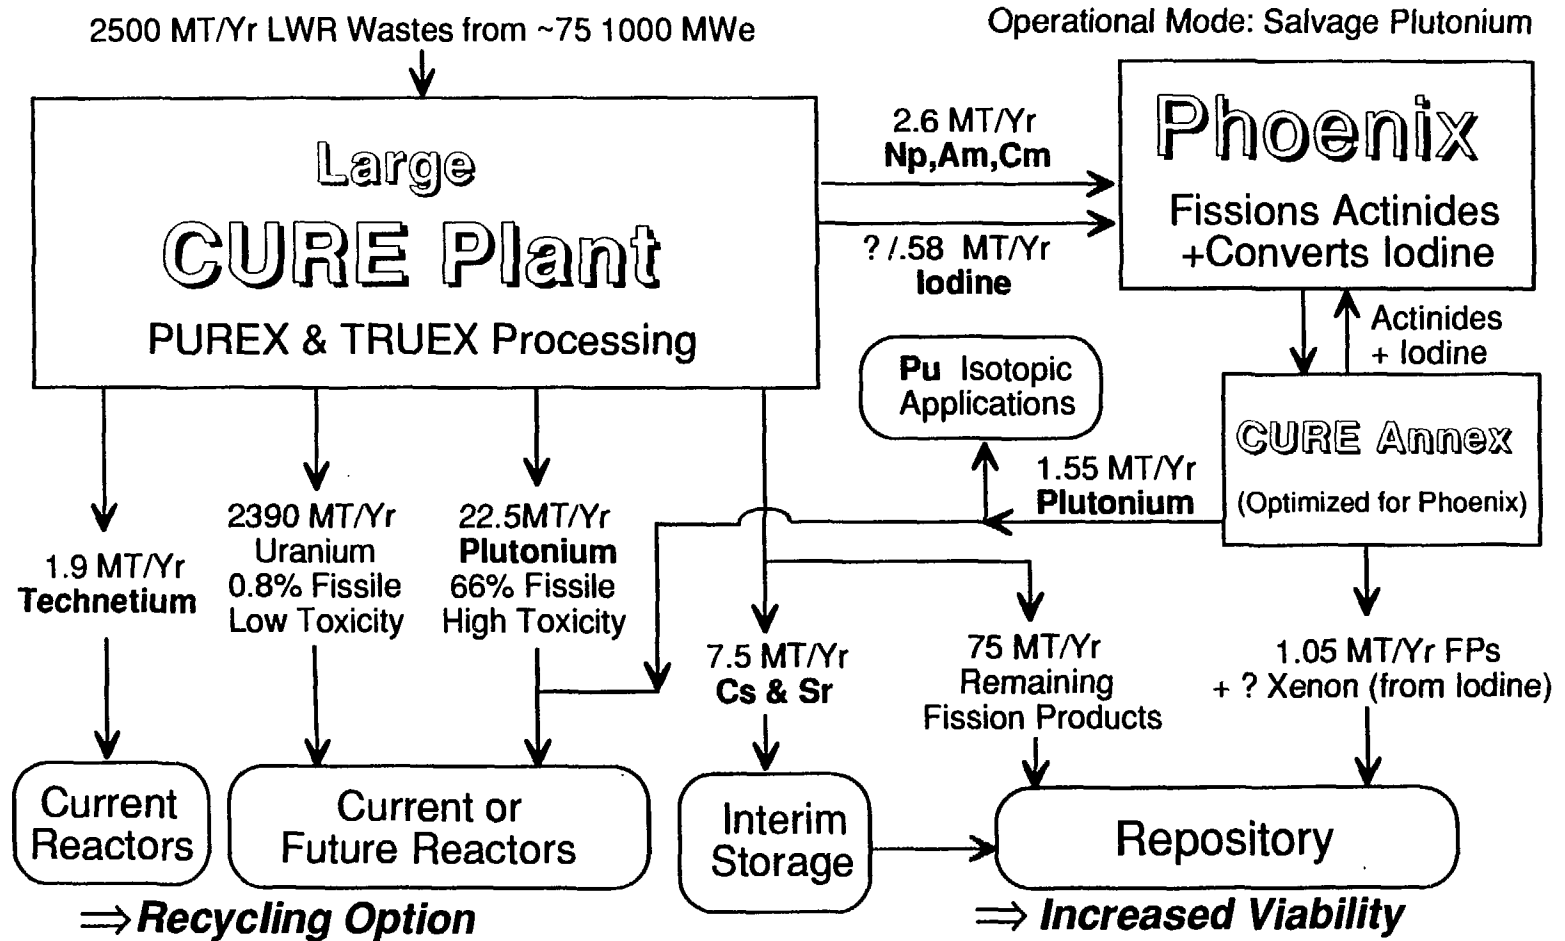 2500 MT/Yr LWR Wastes from ~75 1000 MWe
Operational Mode: Salvage Plutonium
Large
CURE Plant
PUREX & TRUEX Processing
2.6 MT/Yr
Np,Am,Cm
? /.58 MT/Yr
Iodine
Phoenix
Fissions Actinides
+Converts Iodine
Actinides
+ Iodine
Pu Isotopic
Applications
CURE Annex
(Optimized for Phoenix)
1.55 MT/Yr
Plutonium
1.9 MT/Yr
Technetium
2390 MT/Yr
Uranium
0.8% Fissile
Low Toxicity
22.5MT/Yr
Plutonium
66% Fissile
High Toxicity
7.5 MT/Yr
Cs & Sr
75 MT/Yr
Remaining
Fission Products
1.05 MT/Yr FPs
+ ? Xenon (from Iodine)
Current
Reactors
Current or
Future Reactors
Interim
Storage
Repository
⇒ Recycling Option
⇒ Increased Viability